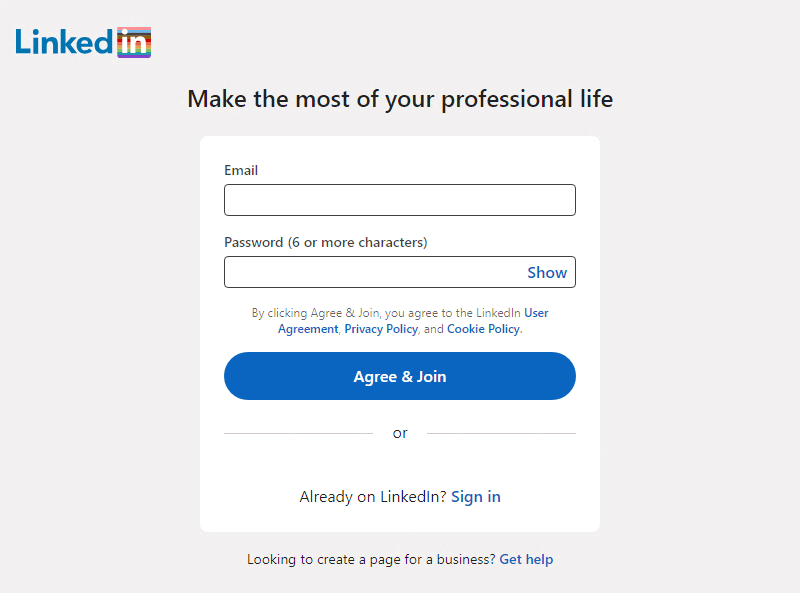 LinkedIn
Make the most of your professional life
Email
Password (6 or more characters)
Show
By clicking Agree & Join, you agree to the LinkedIn User
Agreement, Privacy Policy, and Cookie Policy.
Agree & Join
or
Already on LinkedIn? Sign in
Looking to create a page for a business? Get help